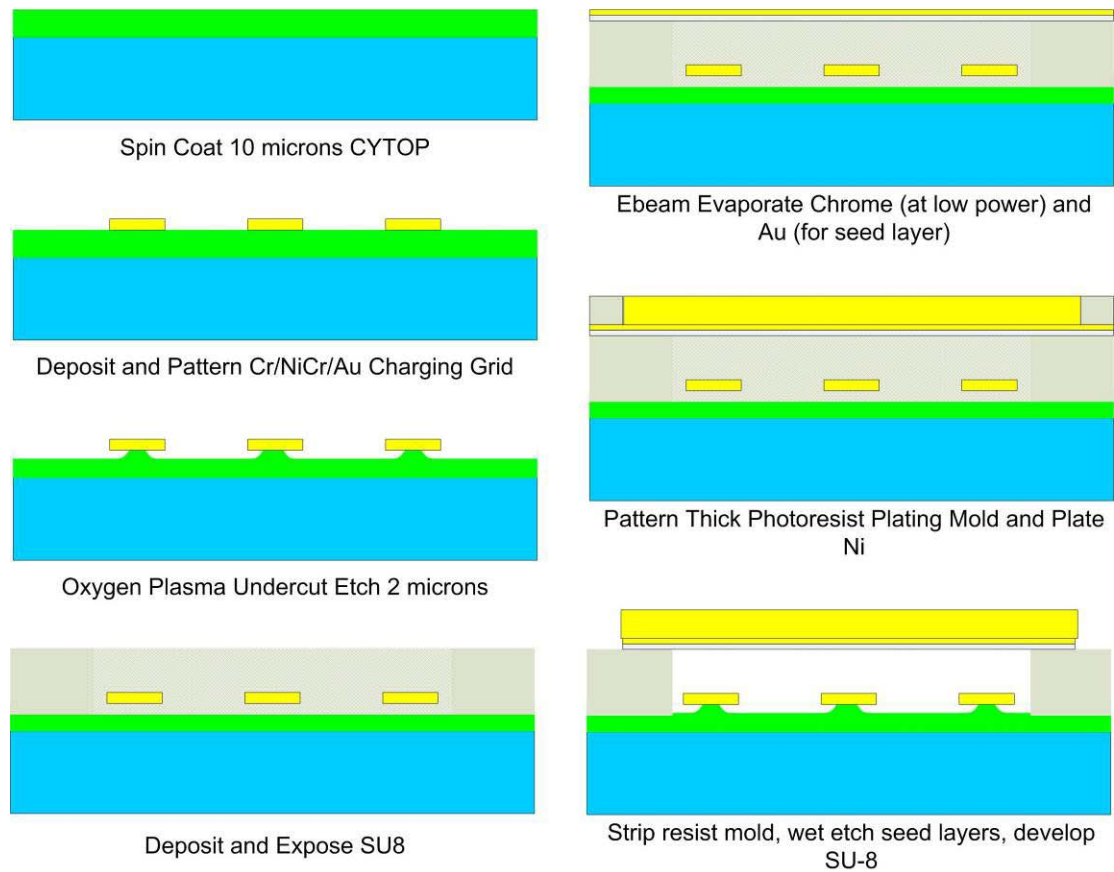 Spin Coat 10 microns CYTOP
Deposit and Pattern Cr/NiCr/Au Charging Grid
Oxygen Plasma Undercut Etch 2 microns
Deposit and Expose SU8
Ebeam Evaporate Chrome (at low power) and
Au (for seed layer)
Pattern Thick Photoresist Plating Mold and Plate
Ni
Strip resist mold, wet etch seed layers, develop
SU-8